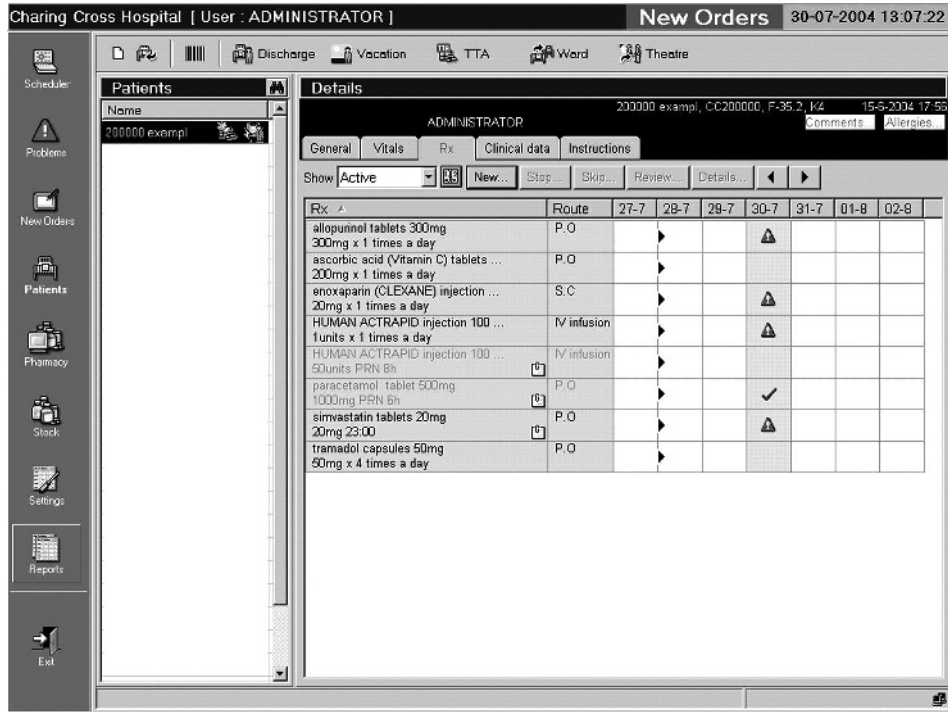 Charing Cross Hospital [ User : ADMINISTRATOR ]
New Orders
30-07-2004 13:07:22
Discharge
Vacation
TTA
Ward
Theatre
Scheduler
Problems
New Orders
Patients
Pharmacy
Stock
Settings
Reports
Exit
Patients
Name
200000 exampl
Details
200000 exampl, CC200000, F-35.2, K4
15-6-2004 17:56
ADMINISTRATOR
Comments...
Allergies...
General
Vitals
Rx
Clinical data
Instructions
Show
Active
New...
Stop...
Skip...
Review...
Details...
Rx Route 27-7 28-7 29-7 30-7 31-7 01-8 02-8
allopurinol tablets 300mg P.O
300mg x 1 times a day
ascorbic acid (Vitamin C) tablets ... P.O
200mg x 1 times a day
enoxaparin (CLEXANE) injection ... S.C
20mg x 1 times a day
HUMAN ACTRAPID injection 100 ... IV infusion
1units x 1 times a day
HUMAN ACTRAPID injection 100 ... IV infusion
50units PRN 8h
paracetamol tablet 500mg P.O
1000mg PRN 6h
simvastatin tablets 20mg P.O
20mg 23:00
tramadol capsules 50mg P.O
50mg x 4 times a day